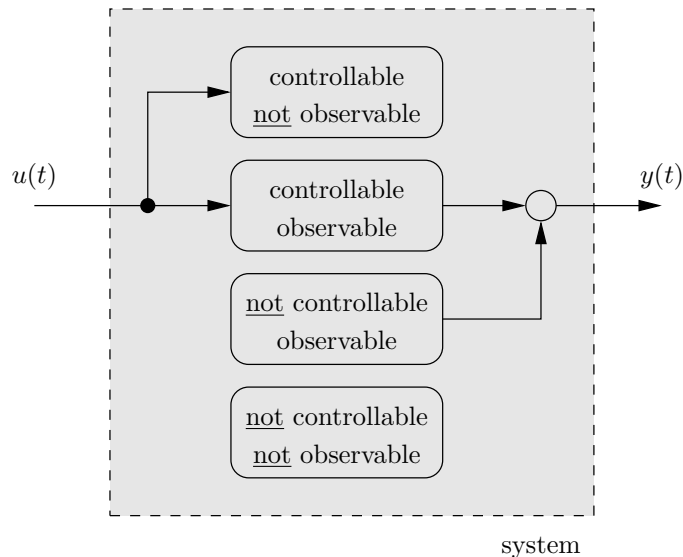 controllable
not observable
u(t)
controllable
observable
y(t)
not controllable
observable
not controllable
not observable
system